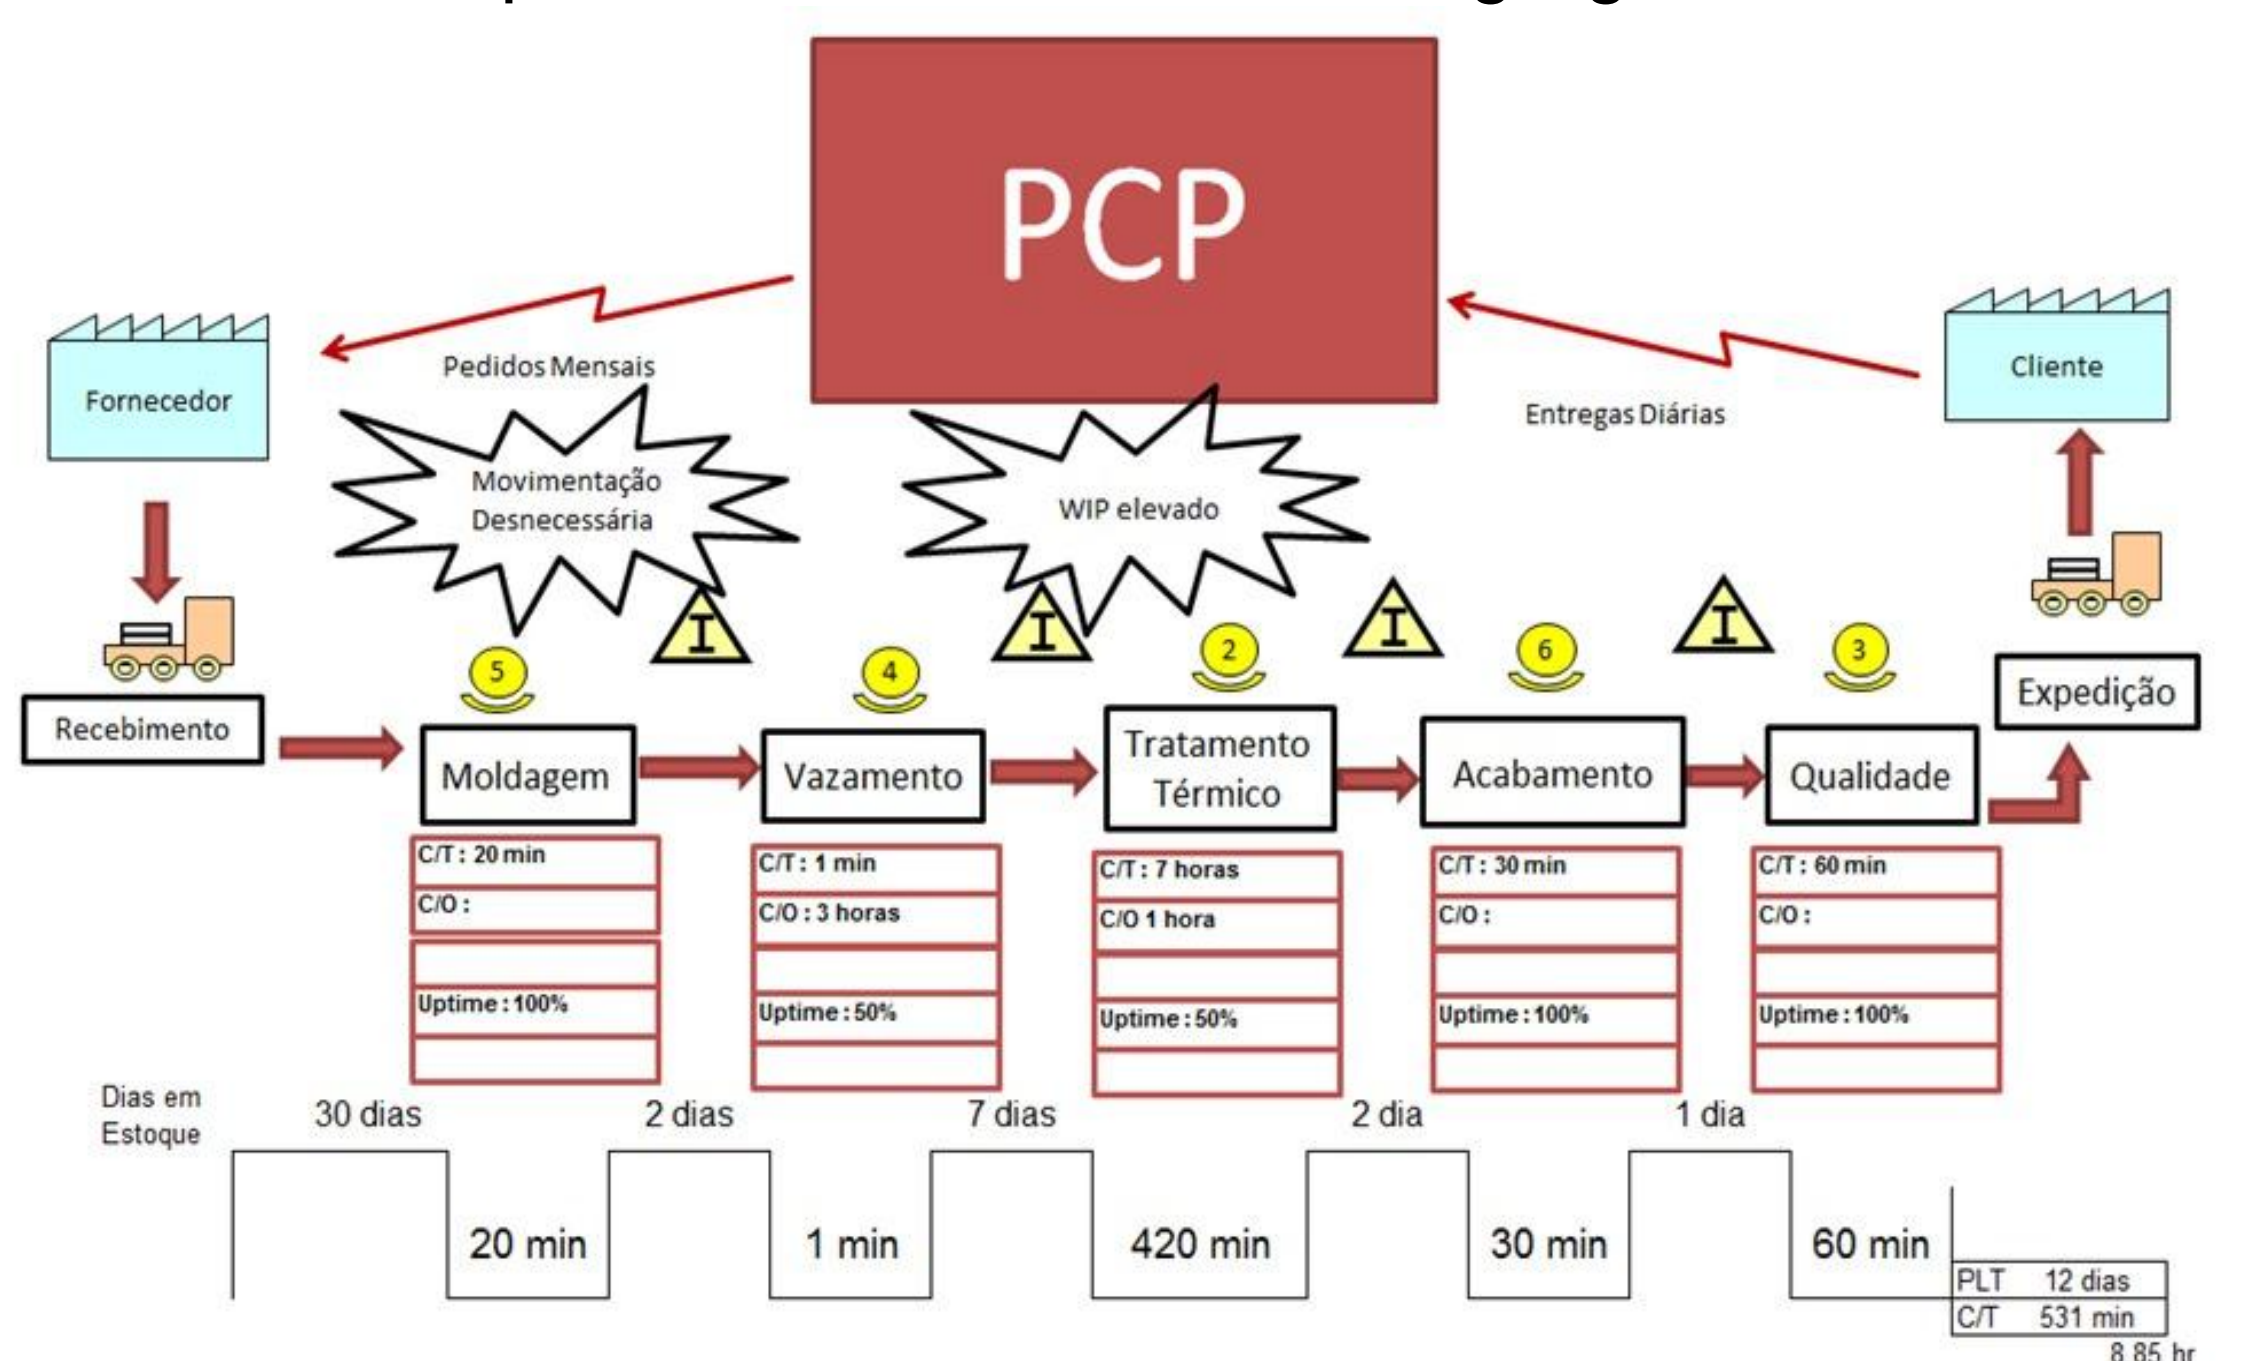 PCP
Pedidos Mensais
Fornecedor
Cliente
Entregas Diárias
Movimentação
Desnecessária
WIP elevado
I
I
I
I
5
4
2
6
3
Recebimento
Moldagem
Vazamento
Tratamento
Térmico
Acabamento
Qualidade
Expedição
C/T : 20 min
C/O :
Uptime : 100%
C/T : 1 min
C/O : 3 horas
Uptime : 50%
C/T : 7 horas
C/O 1 hora
Uptime : 50%
C/T : 30 min
C/O :
Uptime : 100%
C/T : 60 min
C/O :
Uptime : 100%
Dias em
Estoque
30 dias
2 dias
7 dias
2 dia
1 dia
20 min
1 min
420 min
30 min
60 min
PLT 12 dias
C/T 531 min
8,85 hr